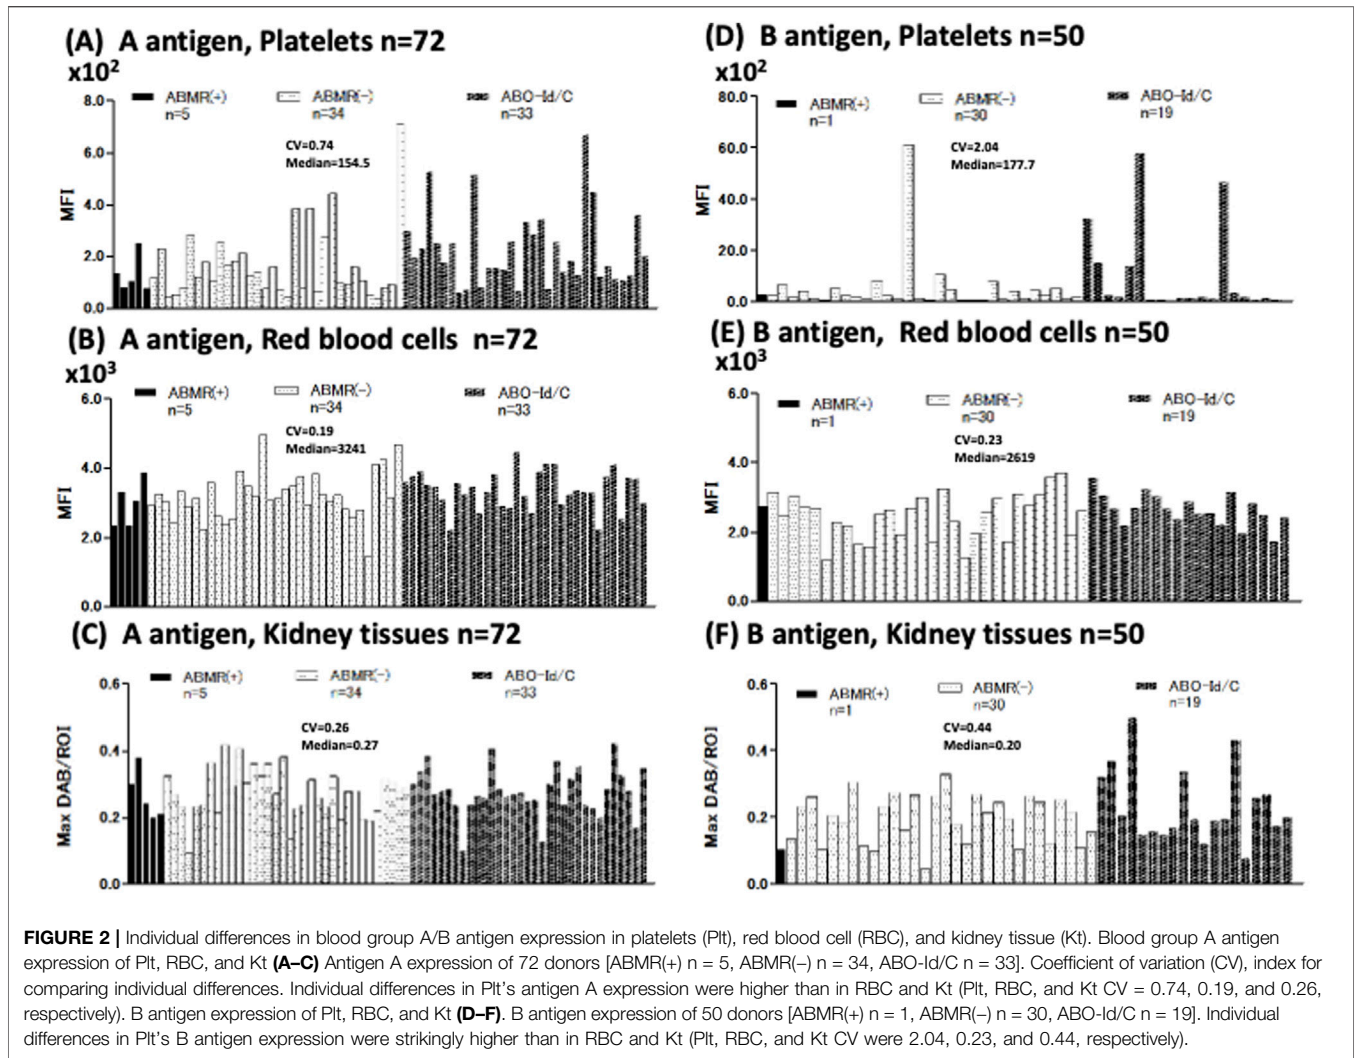 (A) A antigen, Platelets n=72
x10²
8.0
6.0
4.0
2.0
0.0
MFI
ABMR(+)
n=5
ABMR(−)
n=34
ABO-Id/C
n=33
CV=0.74
Median=154.5
(D) B antigen, Platelets n=50
x10²
80.0
60.0
40.0
20.0
0.0
MFI
ABMR(+)
n=1
ABMR(−)
n=30
ABO-Id/C
n=19
CV=2.04
Median=177.7
(B) A antigen, Red blood cells n=72
x10³
6.0
4.0
2.0
0.0
MFI
ABMR(+)
n=5
ABMR(−)
n=34
ABO-Id/C
n=33
CV=0.19
Median=3241
(E) B antigen, Red blood cells n=50
x10³
6.0
4.0
2.0
0.0
MFI
ABMR(+)
n=1
ABMR(−)
n=30
ABO-Id/C
n=19
CV=0.23
Median=2619
(C) A antigen, Kidney tissues n=72
0.6
0.4
0.2
0.0
Max DAB/ROI
ABMR(+)
n=5
ABMR(−)
n=34
ABO-Id/C
n=33
CV=0.26
Median=0.27
(F) B antigen, Kidney tissues n=50
0.6
0.4
0.2
0.0
Max DAB/ROI
ABMR(+)
n=1
ABMR(−)
n=30
ABO-Id/C
n=19
CV=0.44
Median=0.20
FIGURE 2 | Individual differences in blood group A/B antigen expression in platelets (Plt), red blood cell (RBC), and kidney tissue (Kt). Blood group A antigen
expression of Plt, RBC, and Kt (A–C) Antigen A expression of 72 donors [ABMR(+) n = 5, ABMR(−) n = 34, ABO-Id/C n = 33]. Coefficient of variation (CV), index for
comparing individual differences. Individual differences in Plt's antigen A expression were higher than in RBC and Kt (Plt, RBC, and Kt CV = 0.74, 0.19, and 0.26,
respectively). B antigen expression of Plt, RBC, and Kt (D–F). B antigen expression of 50 donors [ABMR(+) n = 1, ABMR(−) n = 30, ABO-Id/C n = 19]. Individual
differences in Plt's B antigen expression were strikingly higher than in RBC and Kt (Plt, RBC, and Kt CV were 2.04, 0.23, and 0.44, respectively).